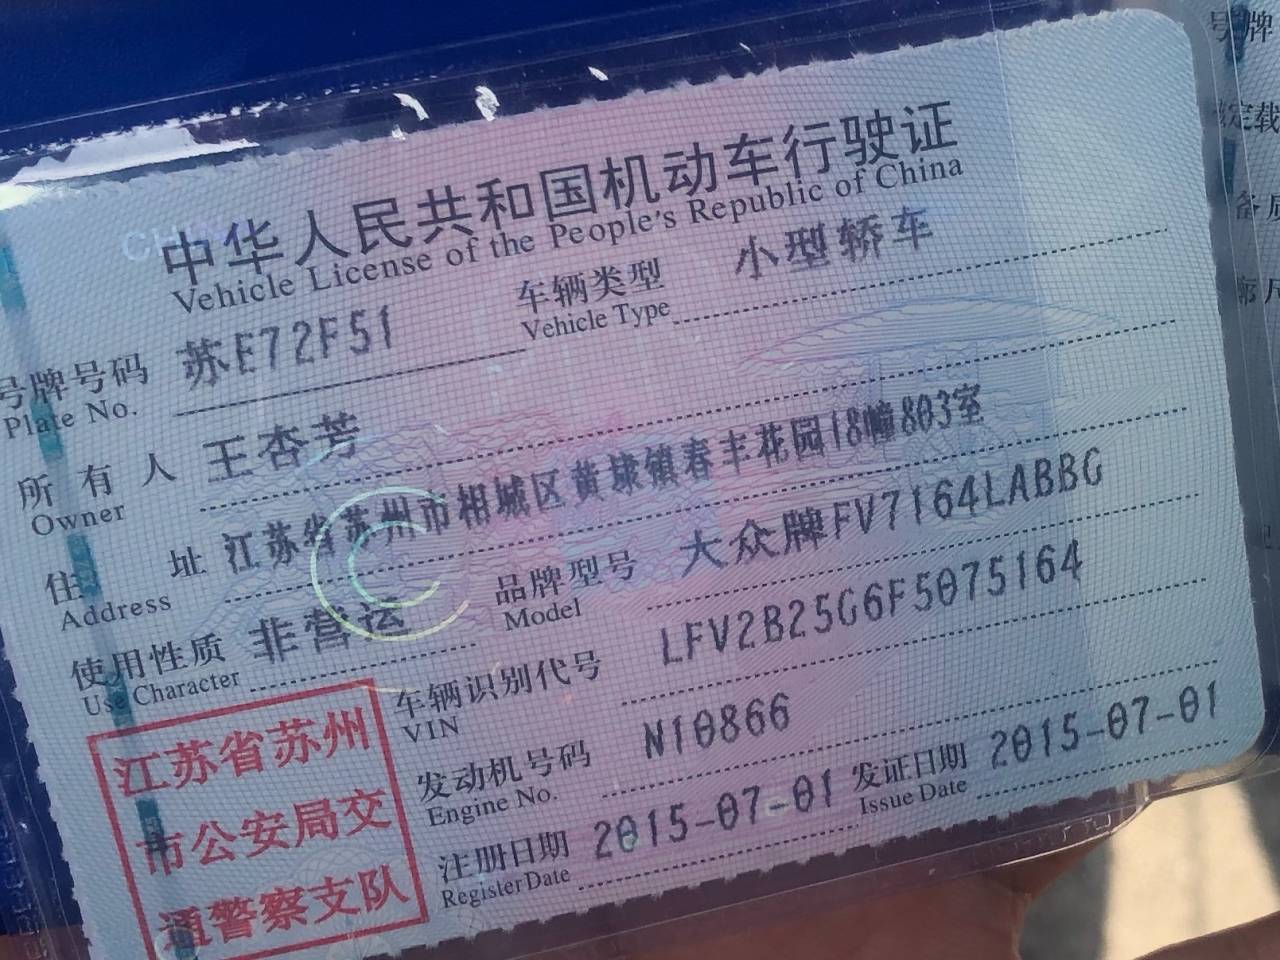 中华人民共和国机动车行驶证
Vehicle License of the People's Republic of China
号牌号码 苏E72F51 车辆类型 小型轿车
Plate No. Vehicle Type
所有人 王杏芳
Owner
住址 江苏省苏州市相城区黄埭镇春丰花园18幢803室
Address
使用性质 非营运 品牌型号 大众牌FV7164LABBG
Use Character Model
车辆识别代号 LFV2B25G6F5075164
VIN
发动机号码 N10866
Engine No.
注册日期 2015-07-01 发证日期 2015-07-01
Register Date Issue Date
江苏省苏州
市公安局交
通警察支队
号牌
核定载